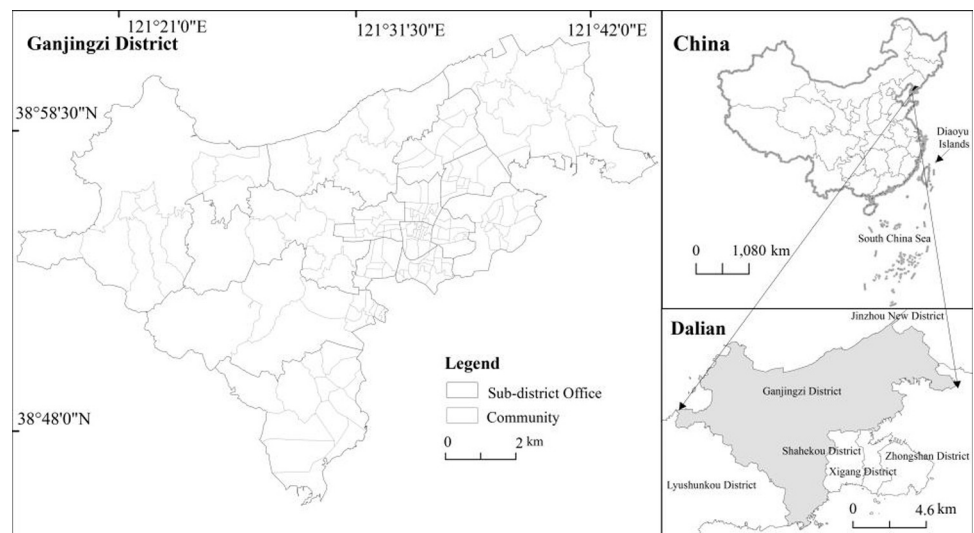 121°21'0"E
121°31'30"E
121°42'0"E
Ganjingzi District
38°58'30"N
38°48'0"N
Legend
Sub-district Office
Community
0 2 km
China
Diaoyu
Islands
South China Sea
0 1,080 km
Jinzhou New District
Dalian
Ganjingzi District
Shahekou District
Zhongshan District
Xigang District
Lyushunkou District
0 4.6 km